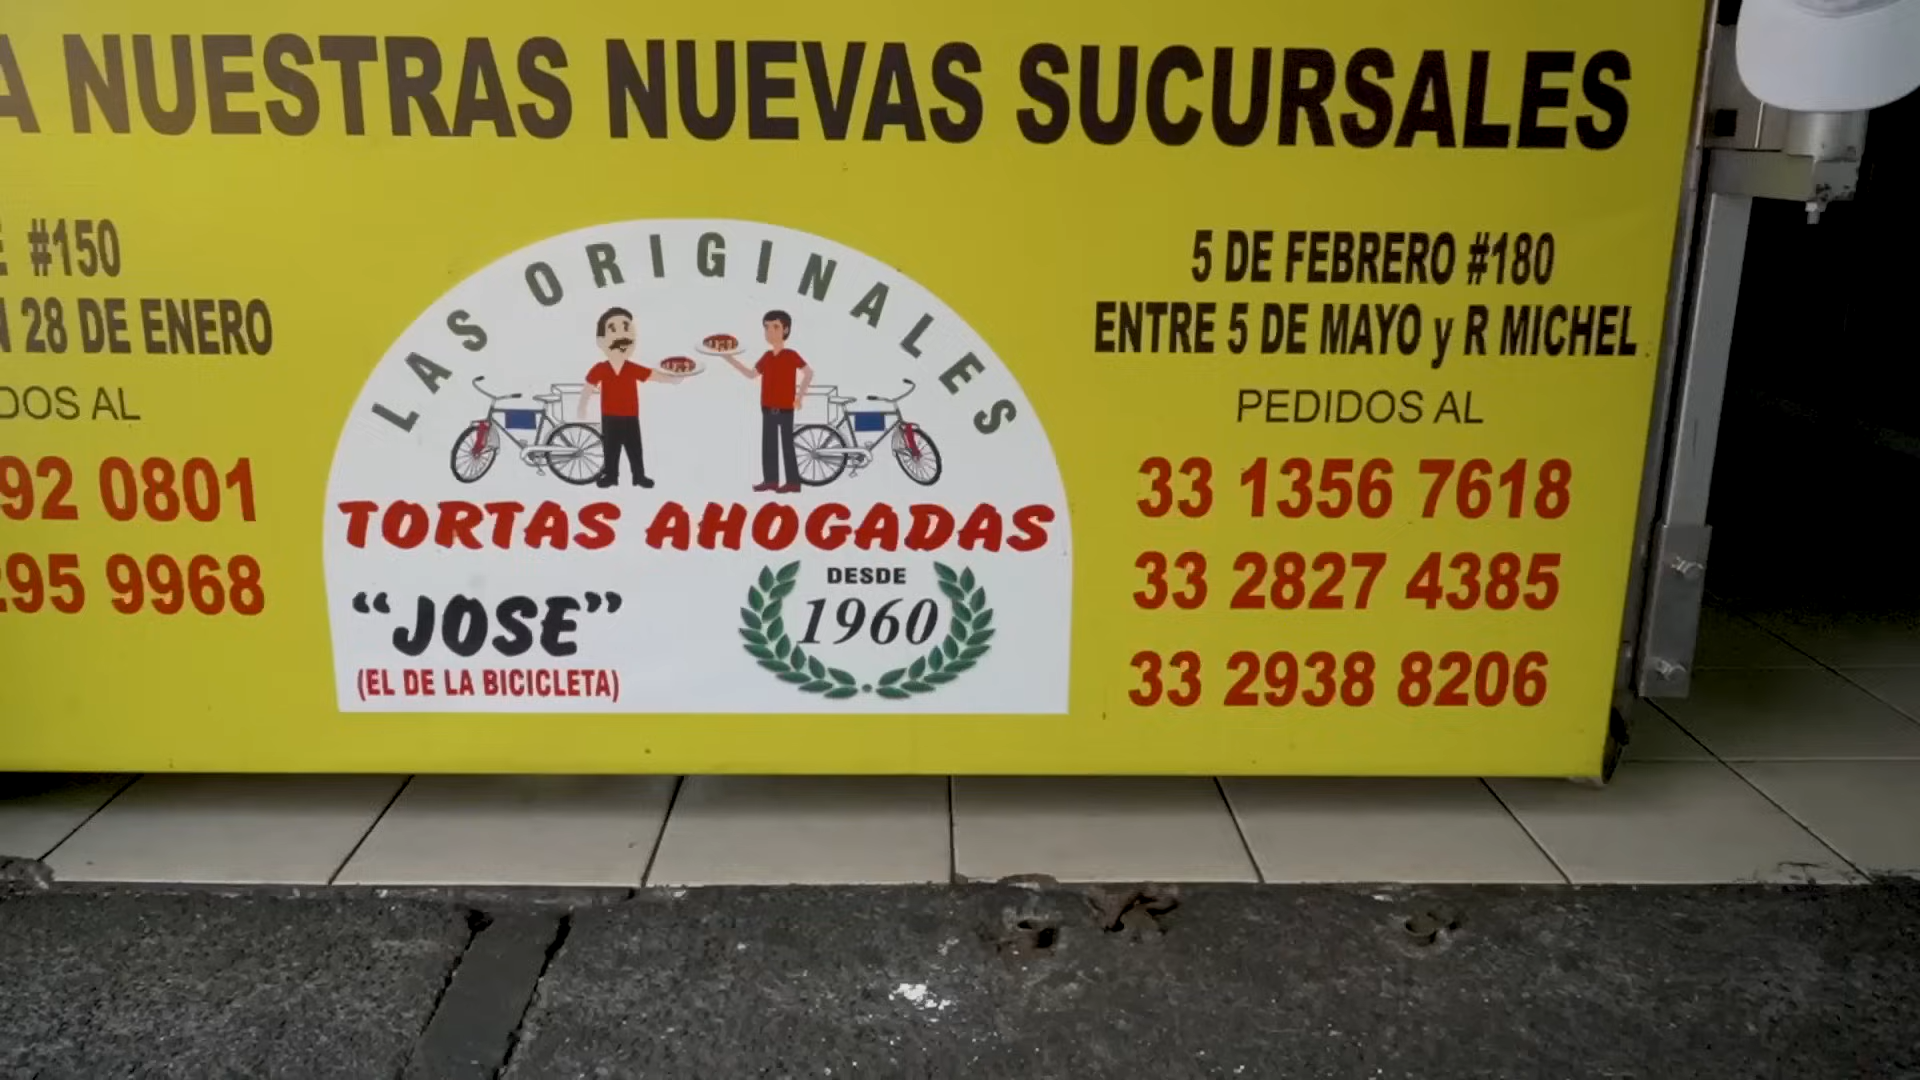 A NUESTRAS NUEVAS SUCURSALES
#150
28 DE ENERO
AL
92 0801
295 9968
LAS ORIGINALES
TORTAS AHOGADAS
“JOSE”
(EL DE LA BICICLETA)
DESDE
1960
5 DE FEBRERO #180
ENTRE 5 DE MAYO y R MICHEL
PEDIDOS AL
33 1356 7618
33 2827 4385
33 2938 8206